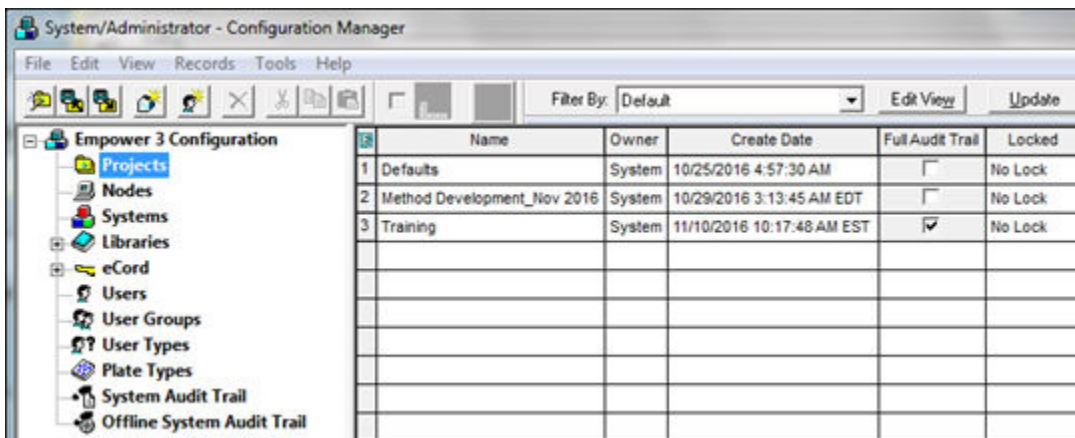 System/Administrator - Configuration Manager
File Edit View Records Tools Help
Filter By: Default Edit View Update
Empower 3 Configuration
Projects
Nodes
Systems
Libraries
eCord
Users
User Groups
User Types
Plate Types
System Audit Trail
Offline System Audit Trail
Name Owner Create Date Full Audit Trail Locked
1 Defaults System 10/25/2016 4:57:30 AM No Lock
2 Method Development_Nov 2016 System 10/29/2016 3:13:45 AM EDT No Lock
3 Training System 11/10/2016 10:17:48 AM EST No Lock